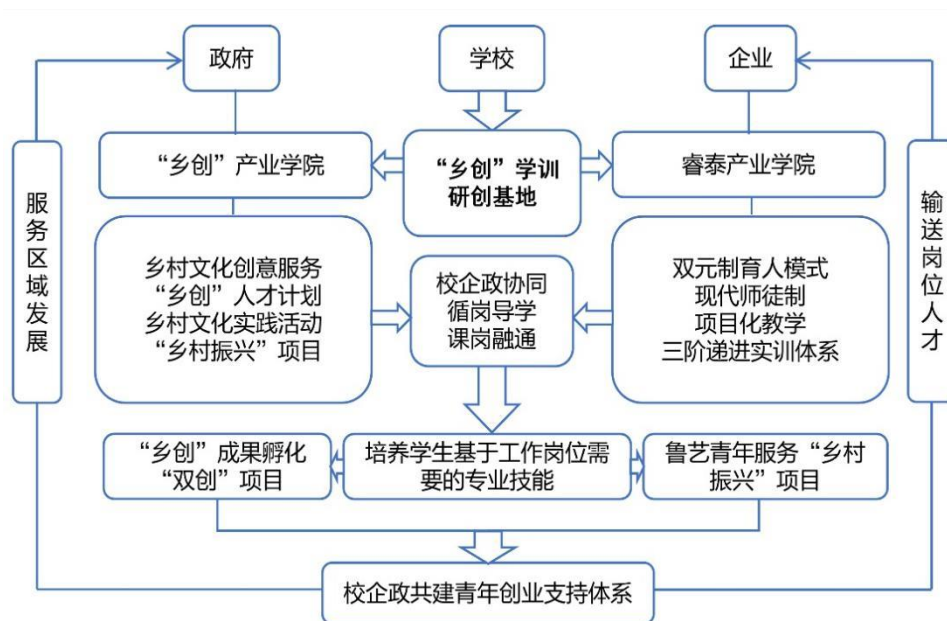 政府
学校
企业
“乡创”产业学院
“乡创”学训
研创基地
睿泰产业学院
服务区域发展
乡村文化创意服务
“乡创”人才计划
乡村文化实践活动
“乡村振兴”项目
校企政协同
循岗导学
课岗融通
双元制育人模式
现代师徒制
项目化教学
三阶递进实训体系
输送岗位人才
“乡创”成果孵化
“双创”项目
培养学生基于工作岗位需
要的专业技能
鲁艺青年服务“乡村
振兴”项目
校企政共建青年创业支持体系